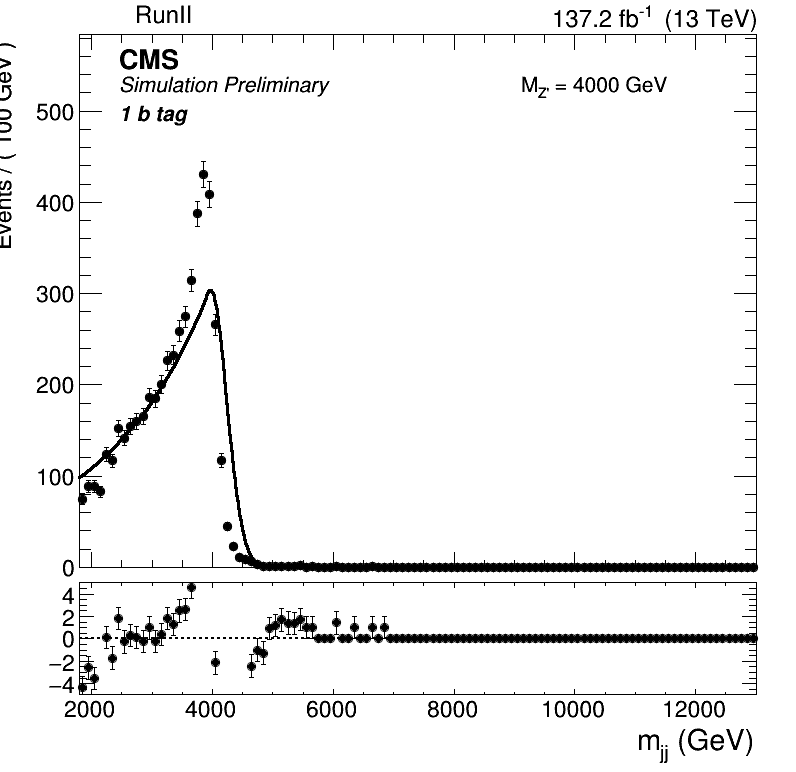 RunII 137.2 fb-1 (13 TeV)
CMS
Simulation Preliminary
MZ' = 4000 GeV
1 b tag
Events / ( 100 GeV )
500
400
300
200
100
0
4
2
0
−2
−4
2000 4000 6000 8000 10000 12000
mjj (GeV)